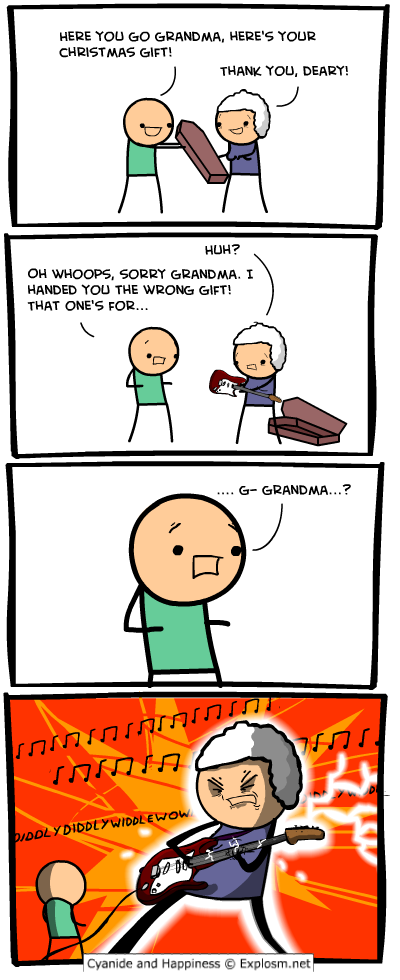 HERE YOU GO GRANDMA, HERE'S YOUR
CHRISTMAS GIFT!
THANK YOU, DEARY!
HUH?
OH WHOOPS, SORRY GRANDMA. I
HANDED YOU THE WRONG GIFT!
THAT ONE'S FOR...
.... G- GRANDMA...?
DIDDLYDIDDLYWIDDLEWOW
Cyanide and Happiness © Explosm.net